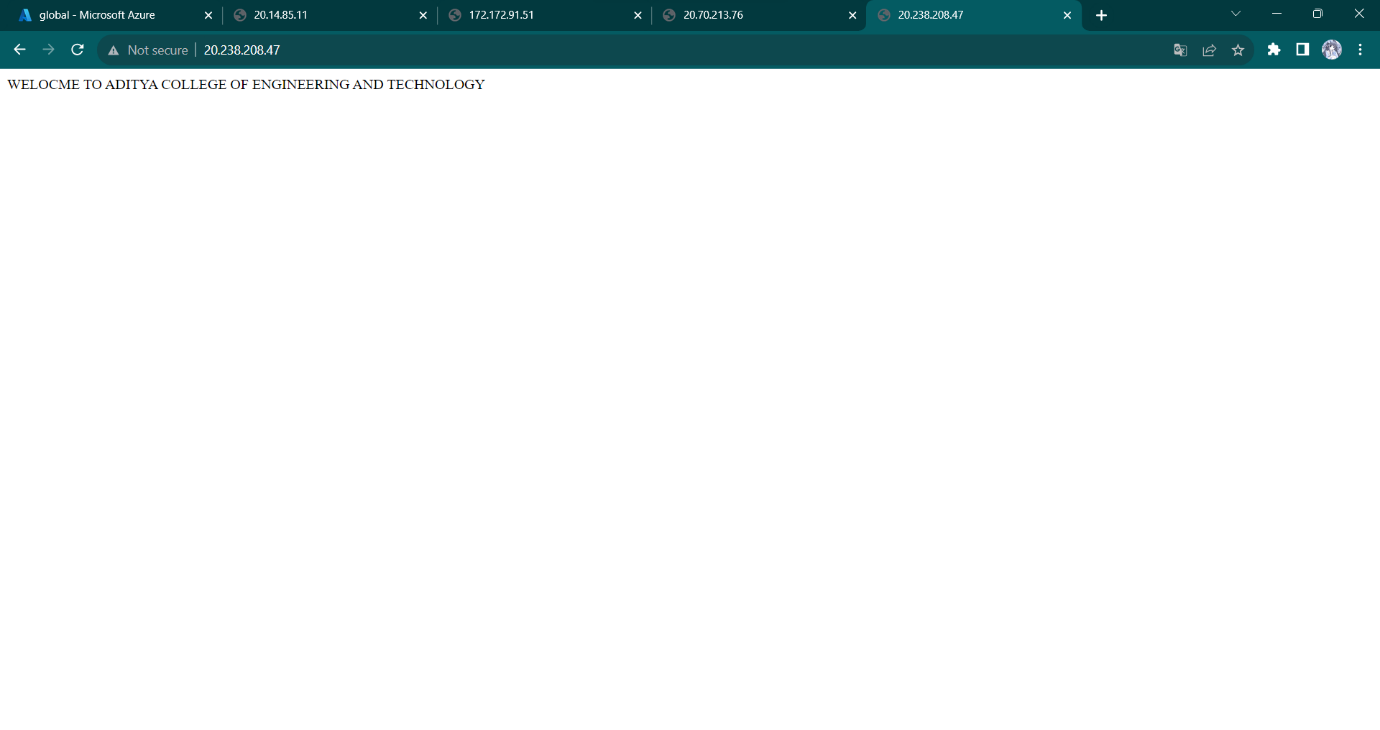 global - Microsoft Azure
20.14.85.11
172.172.91.51
20.70.213.76
20.238.208.47
Not secure
20.238.208.47
WELOCME TO ADITYA COLLEGE OF ENGINEERING AND TECHNOLOGY